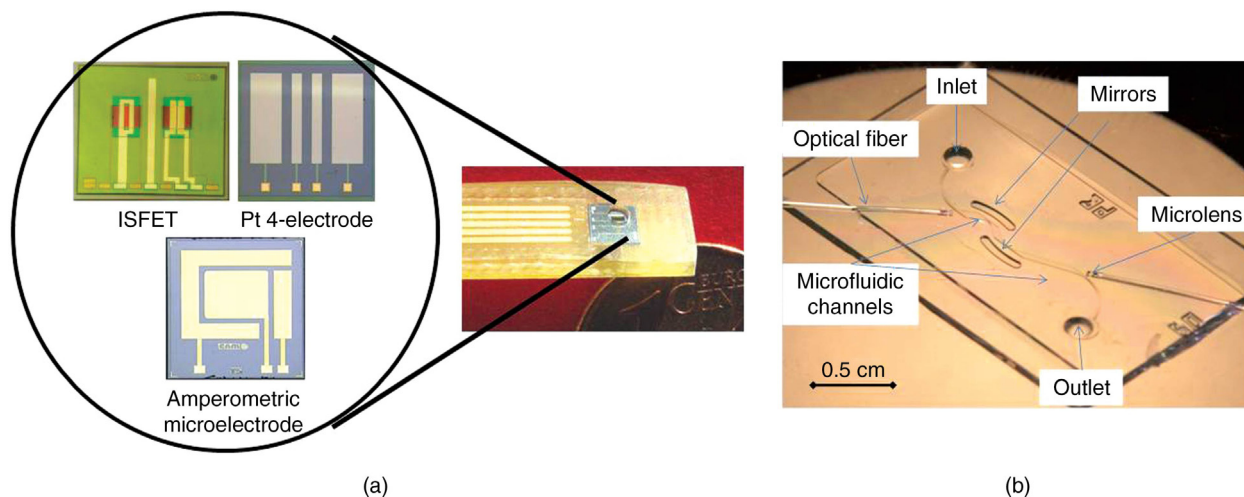 ISFET
Pt 4-electrode
Amperometric
microelectrode
(a)
Inlet
Mirrors
Optical fiber
Microlens
Microfluidic
channels
0.5 cm
Outlet
(b)